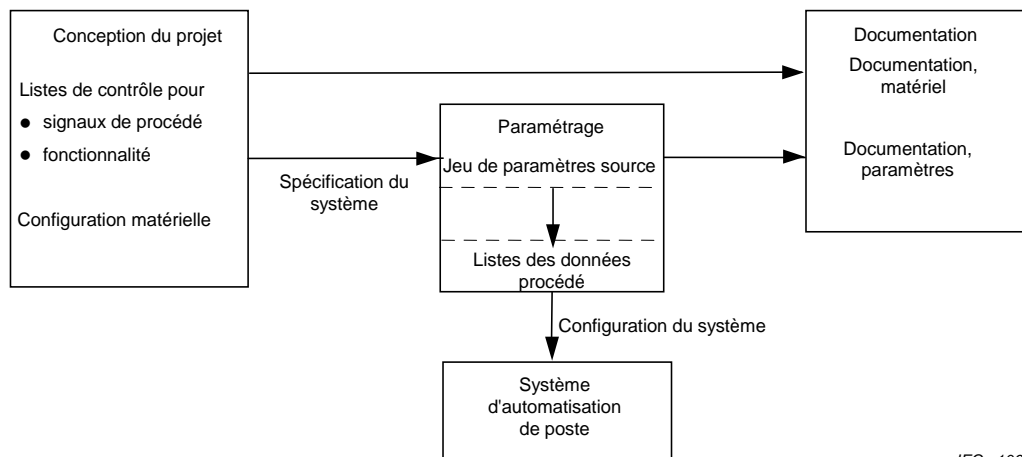 Conception du projet
Listes de contrôle pour
● signaux de procédé
● fonctionnalité
Configuration matérielle
Spécification du
système
Paramétrage
Jeu de paramètres source
Listes des données
procédé
Configuration du système
Système
d'automatisation
de poste
Documentation
Documentation,
matériel
Documentation,
paramètres